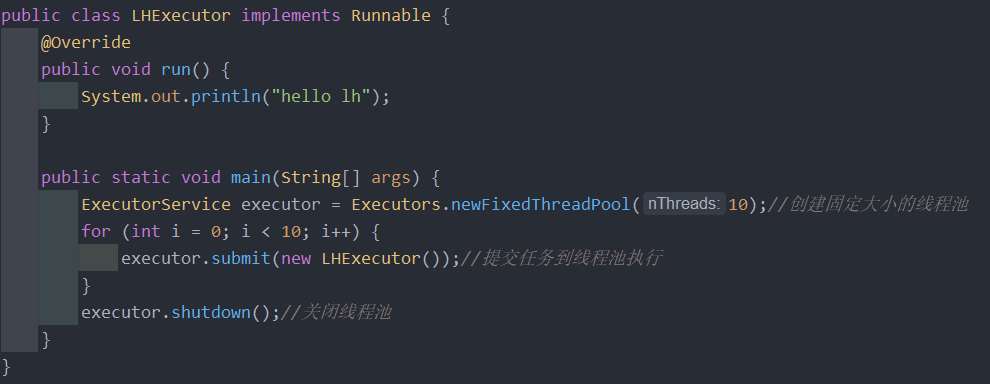 public class LHExecutor implements Runnable {
@Override
public void run() {
System.out.println("hello lh");
}
public static void main(String[] args) {
ExecutorService executor = Executors.newFixedThreadPool( nThreads: 10);//创建固定大小的线程池
for (int i = 0; i < 10; i++) {
executor.submit(new LHExecutor());//提交任务到线程池执行
}
executor.shutdown();//关闭线程池
}
}